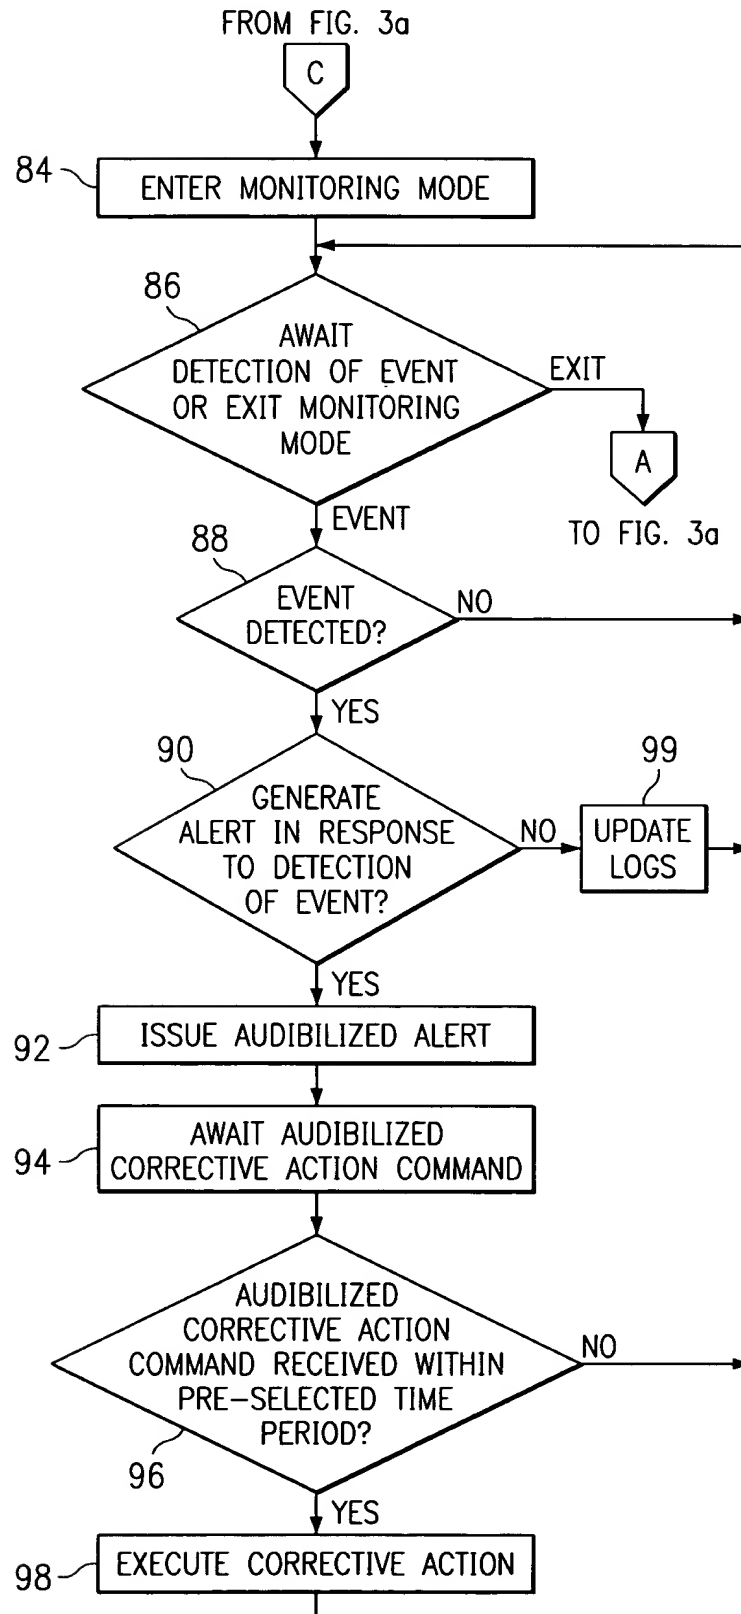 FROM FIG. 3a
C
84
ENTER MONITORING MODE
86
AWAIT
DETECTION OF EVENT
OR EXIT MONITORING
MODE
EXIT
A
TO FIG. 3a
EVENT
88
EVENT
DETECTED?
NO
YES
90
GENERATE
ALERT IN RESPONSE
TO DETECTION
OF EVENT?
NO
99
UPDATE
LOGS
YES
92
ISSUE AUDIBILIZED ALERT
94
AWAIT AUDIBILIZED
CORRECTIVE ACTION COMMAND
AUDIBILIZED
CORRECTIVE ACTION
COMMAND RECEIVED WITHIN
PRE-SELECTED TIME
PERIOD?
NO
96
YES
98
EXECUTE CORRECTIVE ACTION